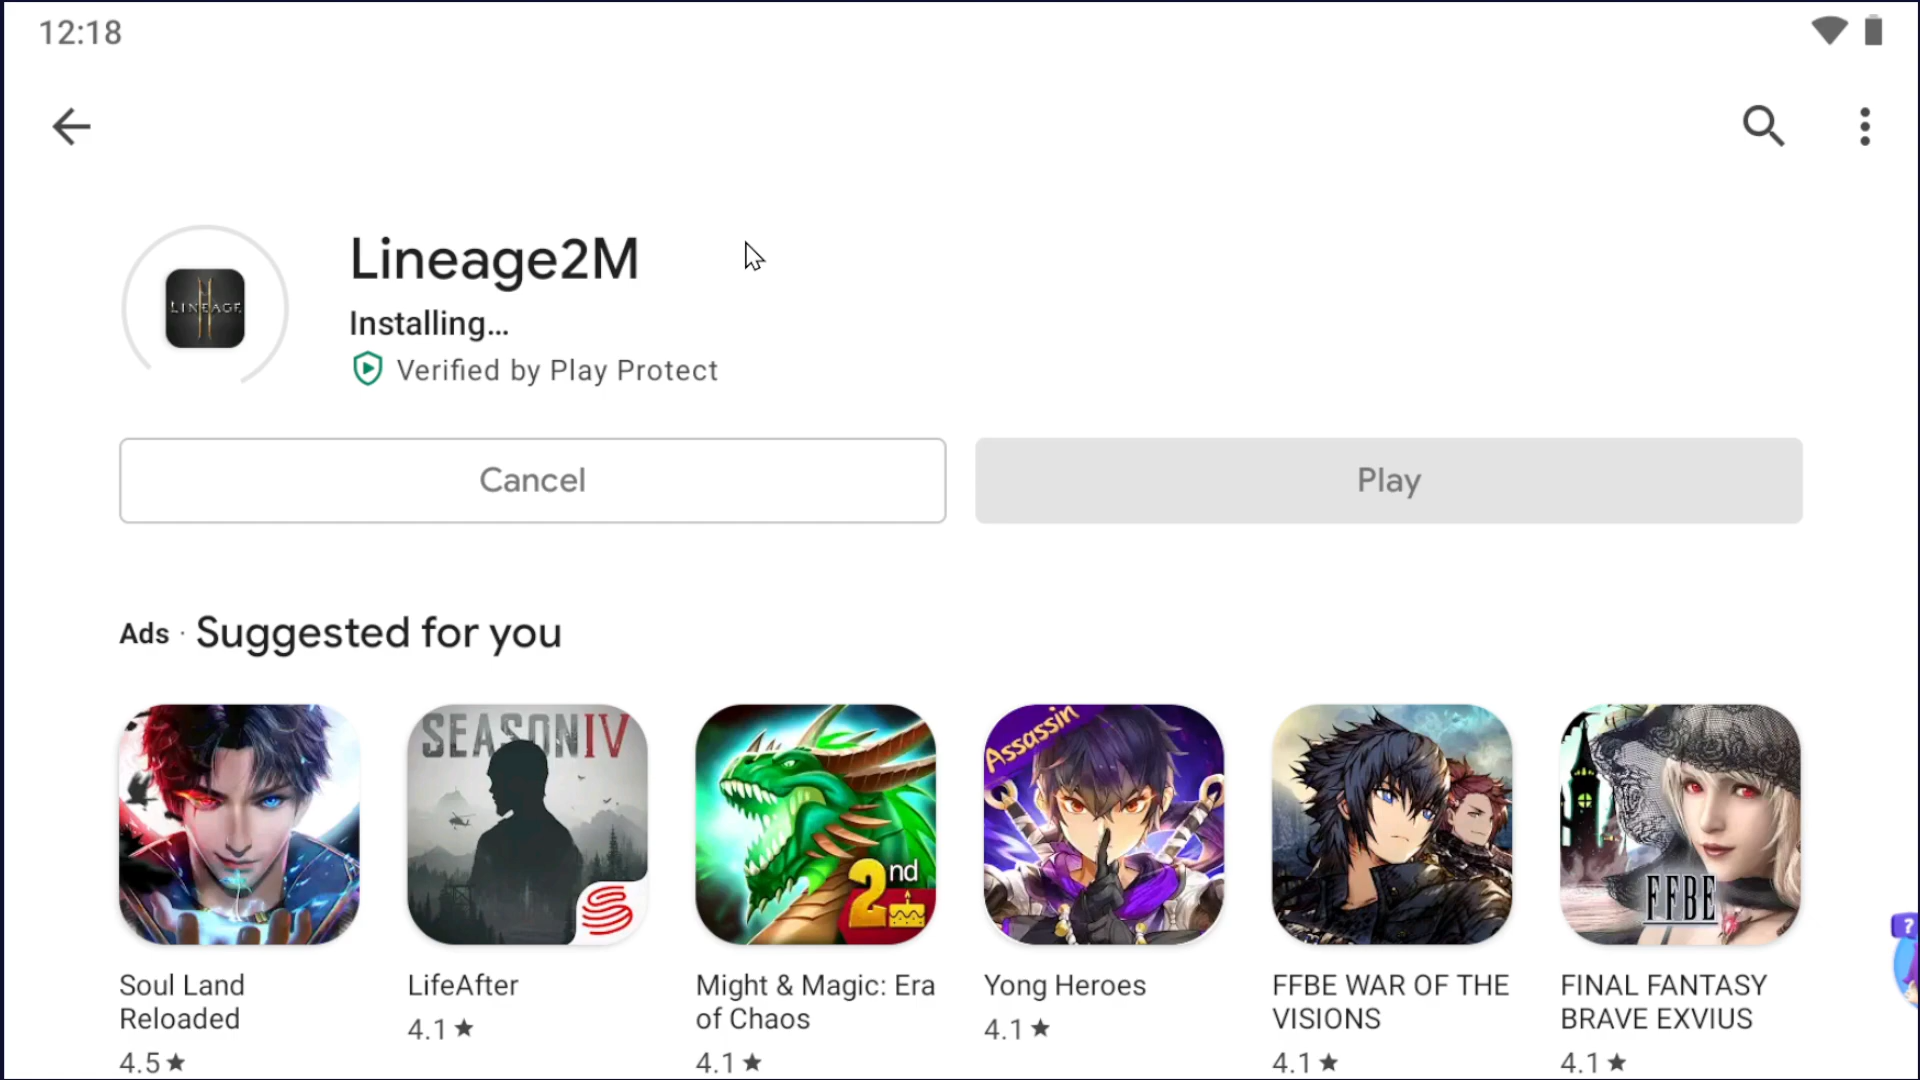 12:18
Lineage2M
LINEAGE
II
Installing...
Verified by Play Protect
Cancel
Play
Ads · Suggested for you
SEASON IV
2nd
Assassin
FFBE
?
Soul Land
Reloaded
4.5★
LifeAfter
4.1★
Might & Magic: Era
of Chaos
4.1★
Yong Heroes
4.1★
FFBE WAR OF THE
VISIONS
4.1★
FINAL FANTASY
BRAVE EXVIUS
4.1★